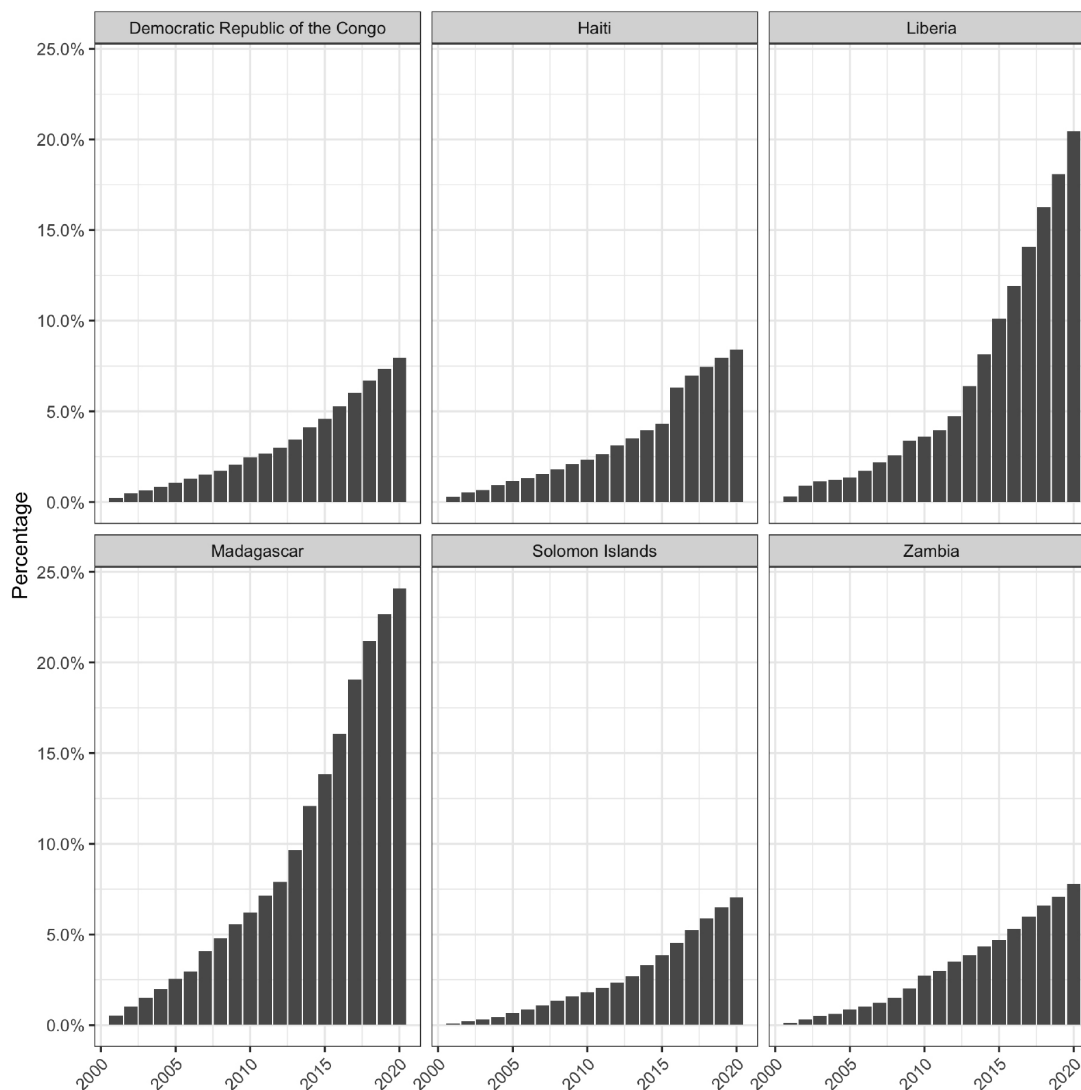 Democratic Republic of the Congo
Haiti
Liberia
25.0%
20.0%
15.0%
10.0%
5.0%
0.0%
Percentage
Madagascar
Solomon Islands
Zambia
25.0%
20.0%
15.0%
10.0%
5.0%
0.0%
2000 2005 2010 2015 2020
2000 2005 2010 2015 2020
2000 2005 2010 2015 2020